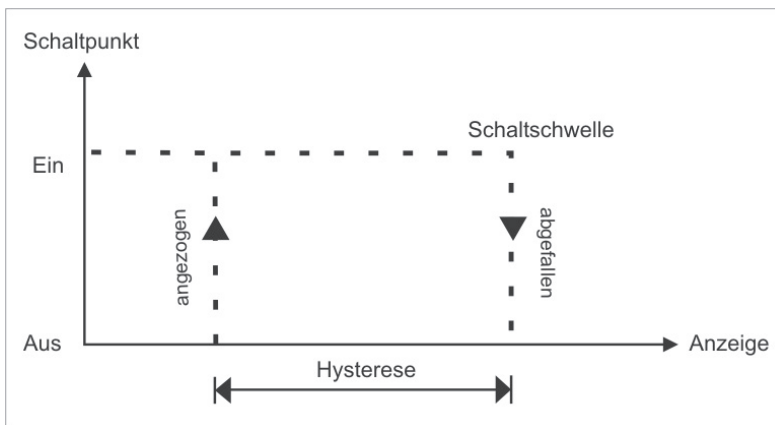 Schaltpunkt
Schaltschwelle
Ein
angezogen
abgefallen
Aus
Anzeige
Hysterese